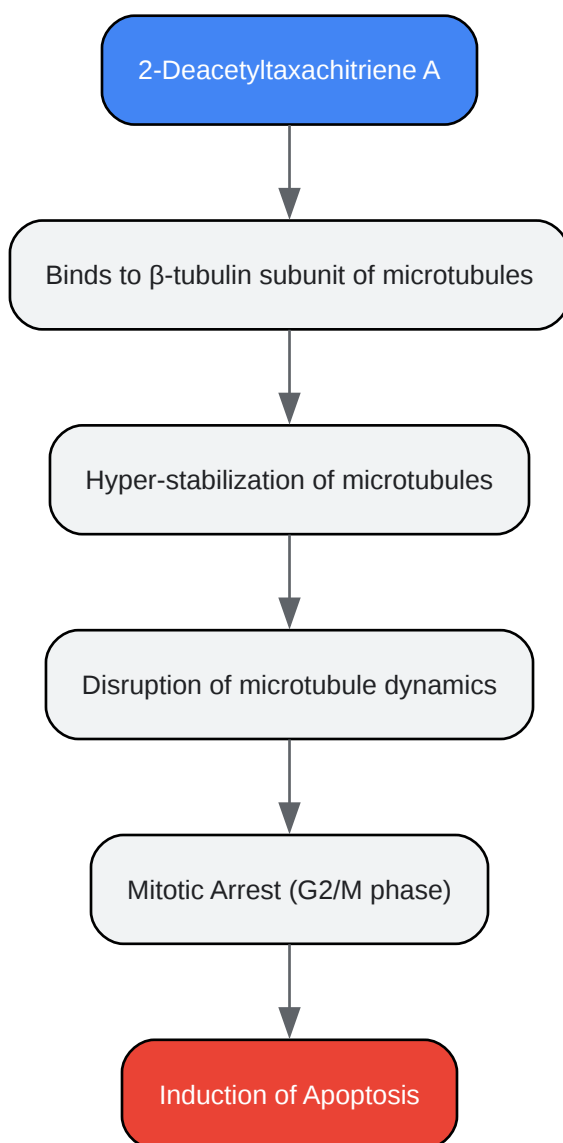 2-Deacetyltaxachitriene A
Binds to β-tubulin subunit of microtubules
Hyper-stabilization of microtubules
Disruption of microtubule dynamics
Mitotic Arrest (G2/M phase)
Induction of Apoptosis